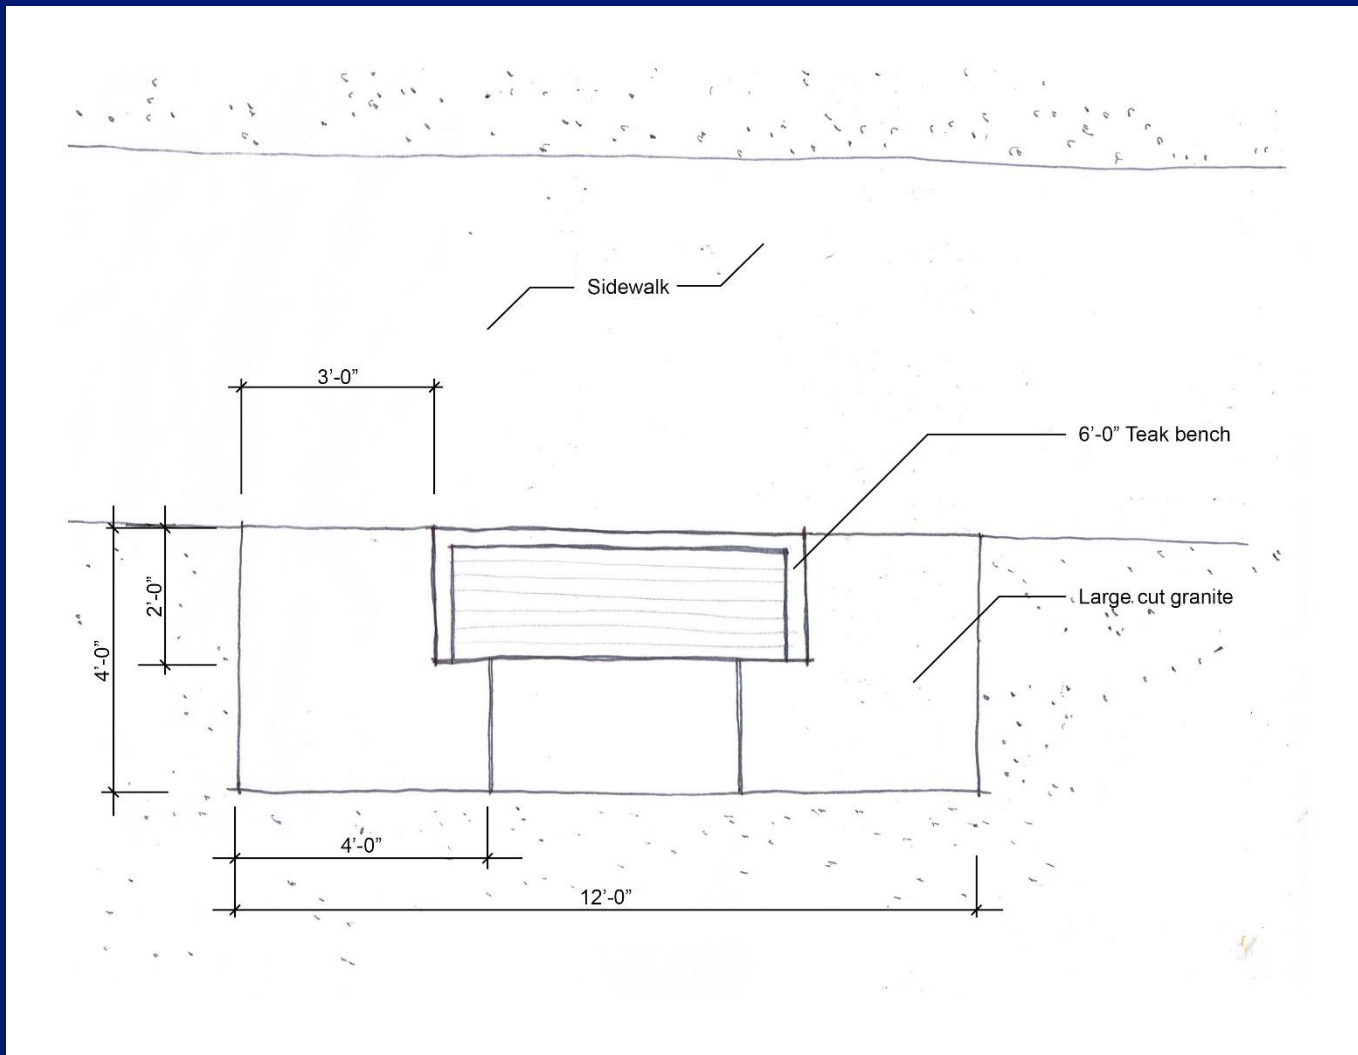 Sidewalk
3’-0”
6’-0” Teak bench
2’-0”
Large cut granite
4’-0”
4’-0”
12’-0”